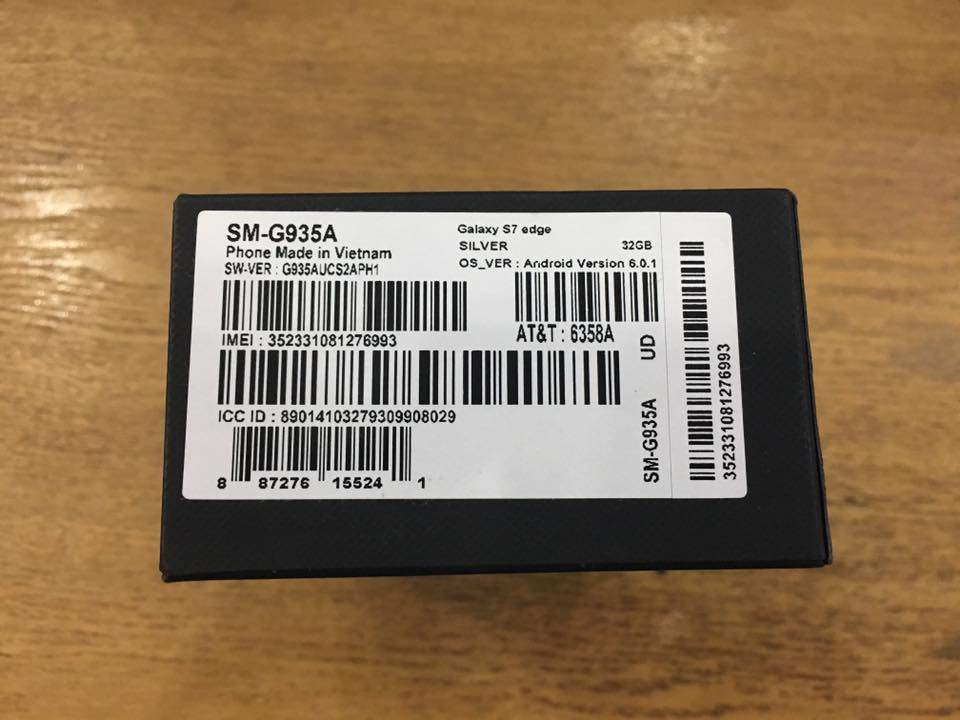 SM-G935A
Phone Made in Vietnam
SW-VER : G935AUCS2APH1
Galaxy S7 edge
SILVER 32GB
OS_VER : Android Version 6.0.1
IMEI : 352331081276993
AT&T : 6358A
ICC ID : 89014103279309908029
8 87276 15524 1
SM-G935A UD
352331081276993